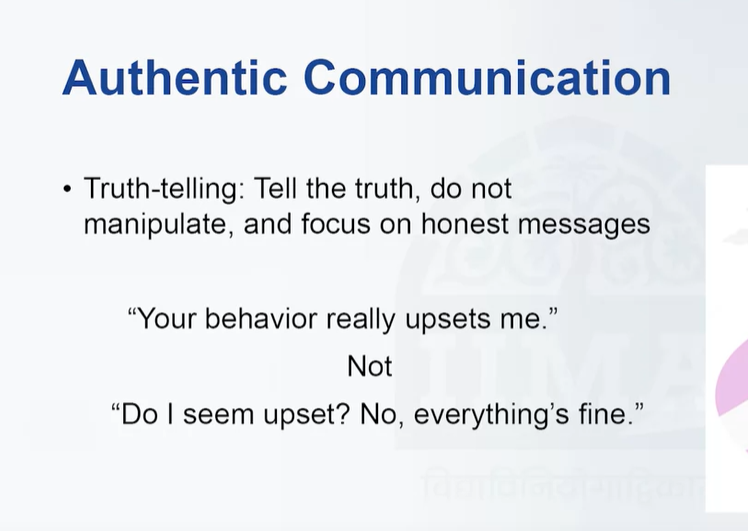 Authentic Communication
• Truth-telling: Tell the truth, do not
manipulate, and focus on honest messages
“Your behavior really upsets me.”
Not
“Do I seem upset? No, everything’s fine.”
IIMA